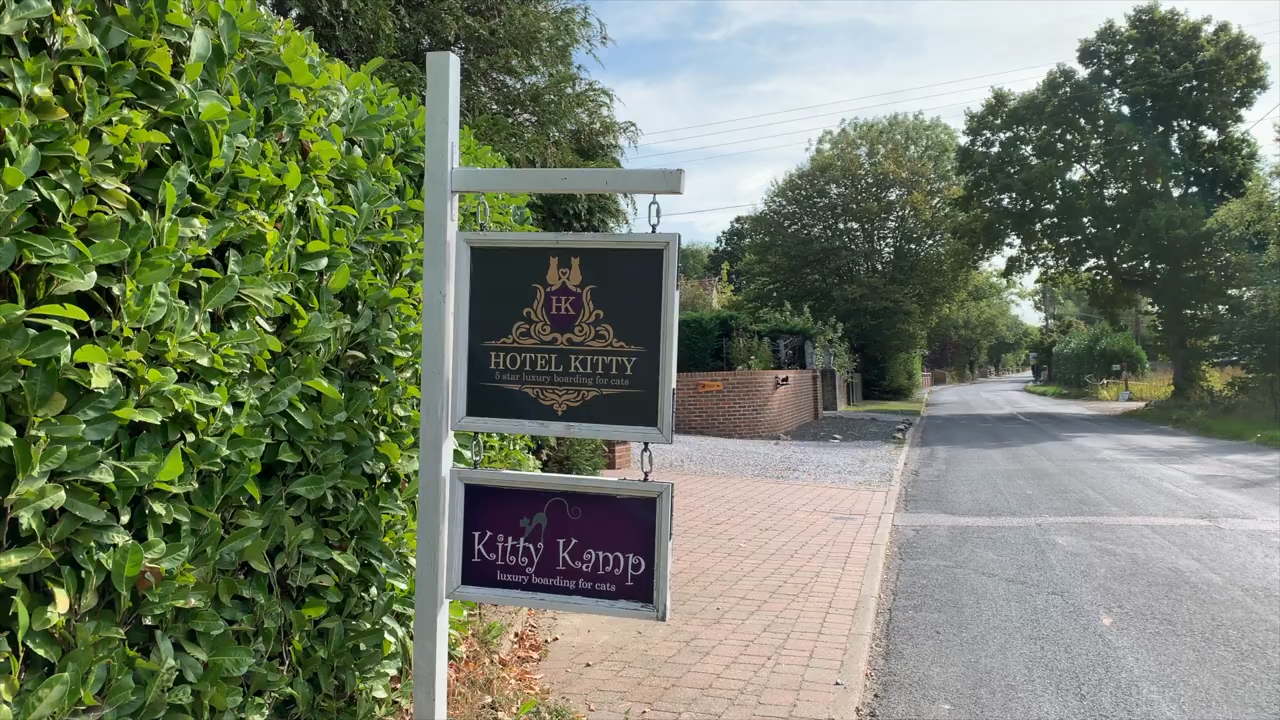 HK
HOTEL KITTY
5 star luxury boarding for cats
Kitty Kamp
luxury boarding for cats